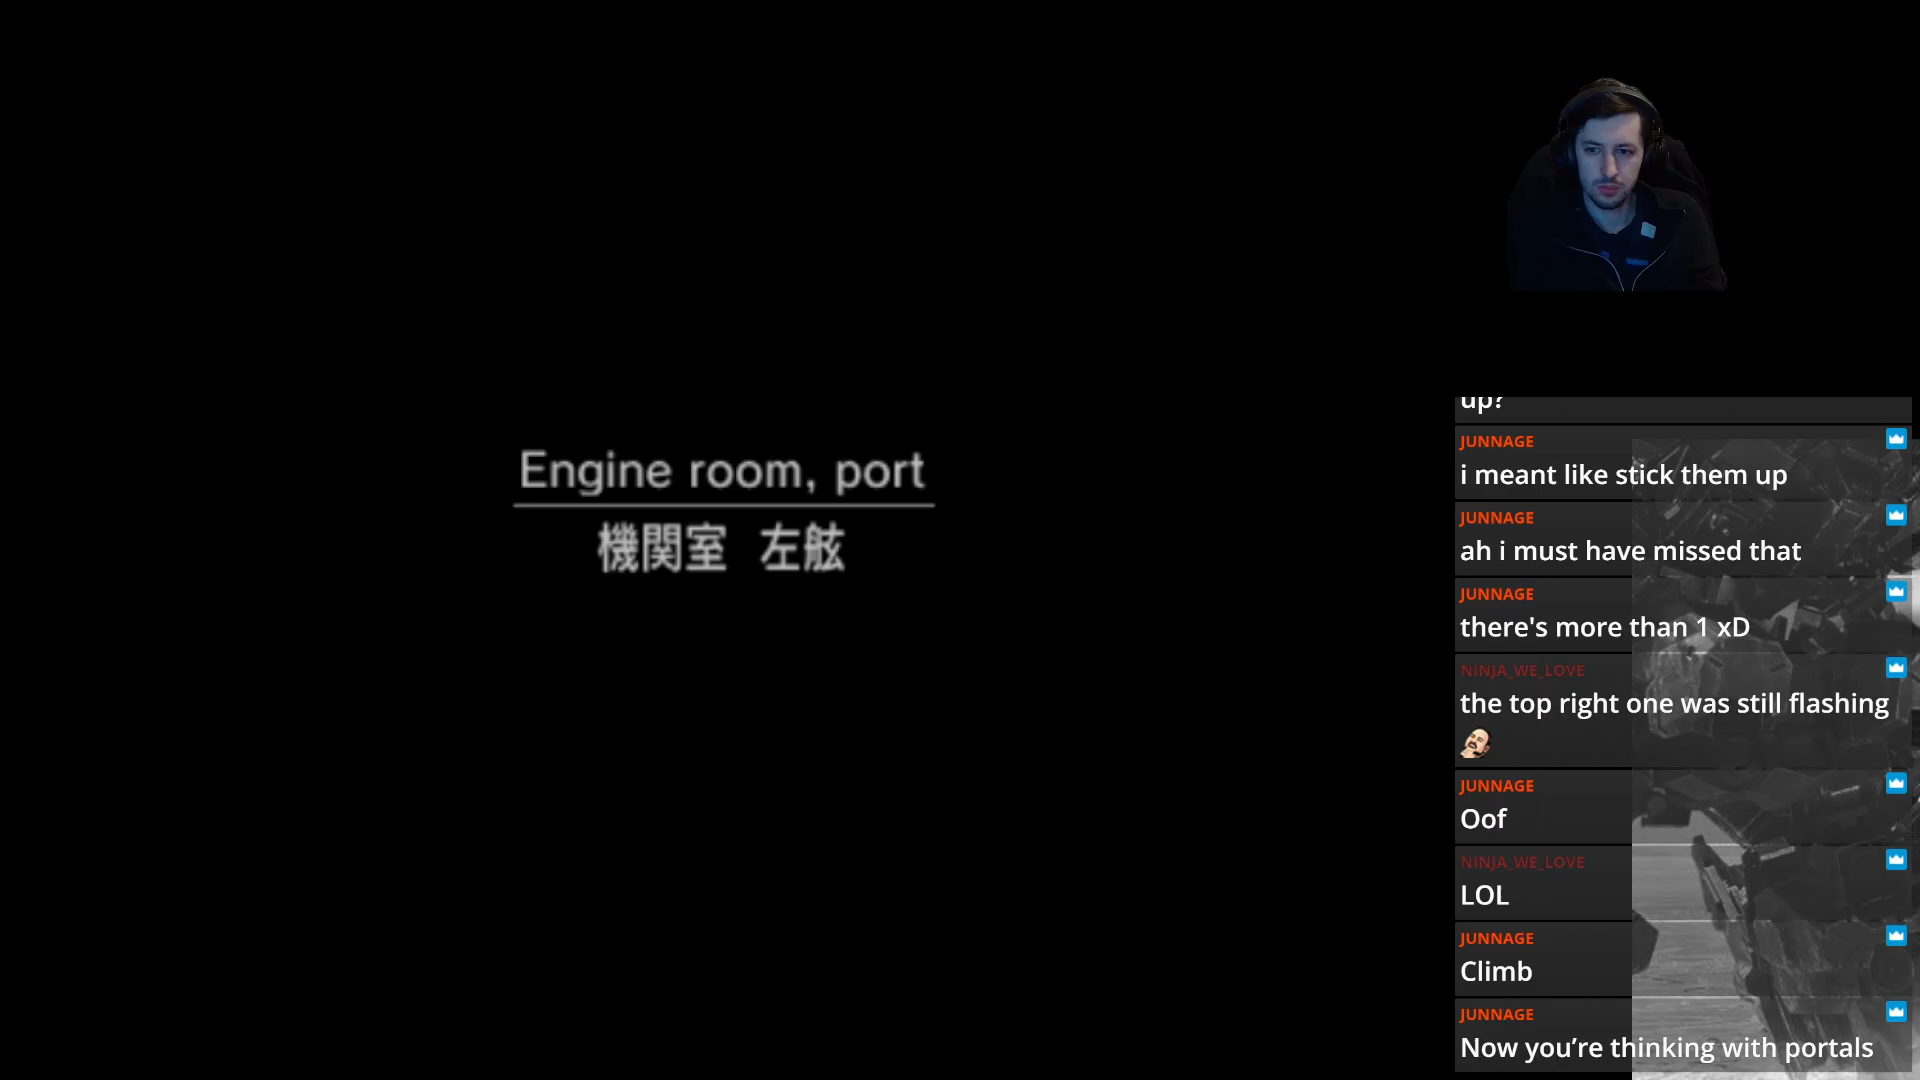 Engine room, port
機関室 左舷
up?
JUNNAGE
i meant like stick them up
JUNNAGE
ah i must have missed that
JUNNAGE
there's more than 1 xD
NINJA_WE_LOVE
the top right one was still flashing
JUNNAGE
Oof
NINJA_WE_LOVE
LOL
JUNNAGE
Climb
JUNNAGE
Now you’re thinking with portals